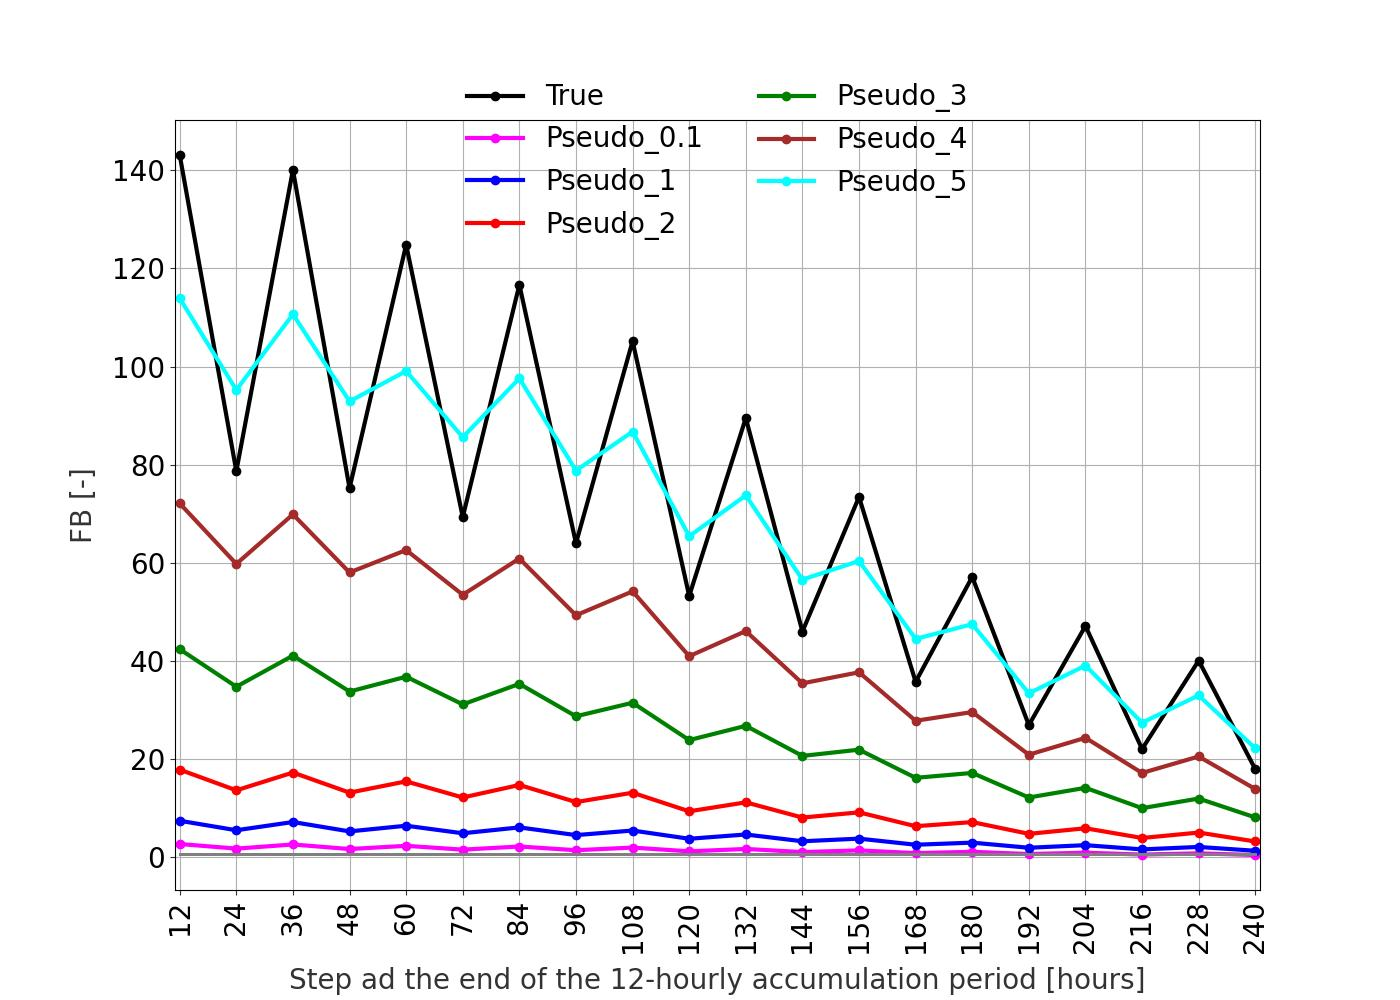 True
Pseudo_0.1
Pseudo_1
Pseudo_2
Pseudo_3
Pseudo_4
Pseudo_5
140
120
100
80
60
40
20
0
FB [-]
12 24 36 48 60 72 84 96 108 120 132 144 156 168 180 192 204 216 228 240
Step ad the end of the 12-hourly accumulation period [hours]